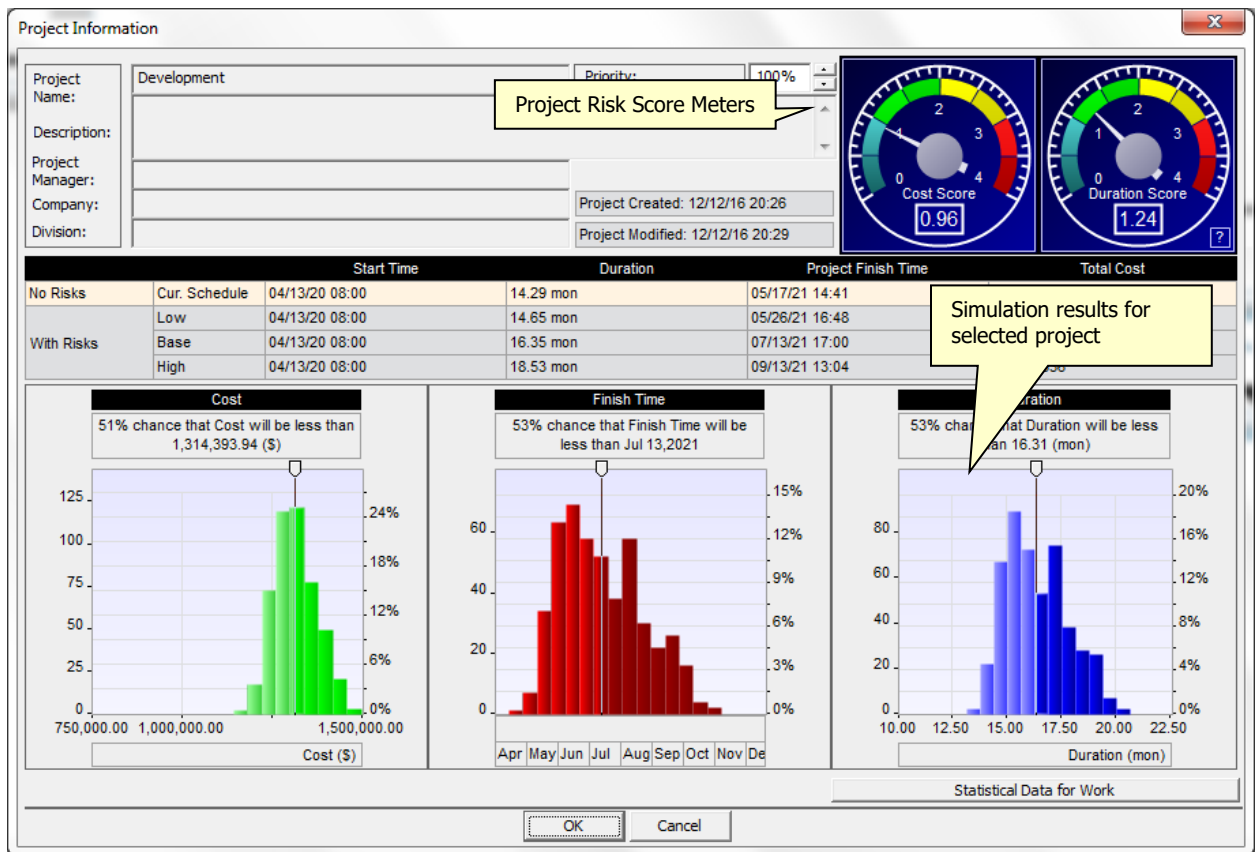 Project Information
Project Name:
Development
Priority:
100%
Description:
Project Manager:
Company:
Division:
Project Created: 12/12/16 20:26
Project Modified: 12/12/16 20:29
Project Risk Score Meters
0 1 2 3 4
Cost Score
0.96
0 1 2 3 4
Duration Score
1.24
?
Start Time Duration Project Finish Time Total Cost
No Risks Cur. Schedule 04/13/20 08:00 14.29 mon 05/17/21 14:41
With Risks
Low 04/13/20 08:00 14.65 mon 05/26/21 16:48
Base 04/13/20 08:00 16.35 mon 07/13/21 17:00
High 04/13/20 08:00 18.53 mon 09/13/21 13:04
Simulation results for
selected project
Cost
51% chance that Cost will be less than
1,314,393.94 ($)
125
100
75
50
25
0
24%
18%
12%
6%
0%
750,000.00 1,000,000.00 1,500,000.00
Cost ($)
Finish Time
53% chance that Finish Time will be
less than Jul 13,2021
60
40
20
0
15%
12%
9%
6%
3%
0%
Apr May Jun Jul Aug Sep Oct Nov De
53% that Duration will be less
16.31 (mon)
80
60
40
20
0
20%
16%
12%
8%
4%
0%
10.00 12.50 15.00 17.50 20.00 22.50
Duration (mon)
Statistical Data for Work
OK
Cancel